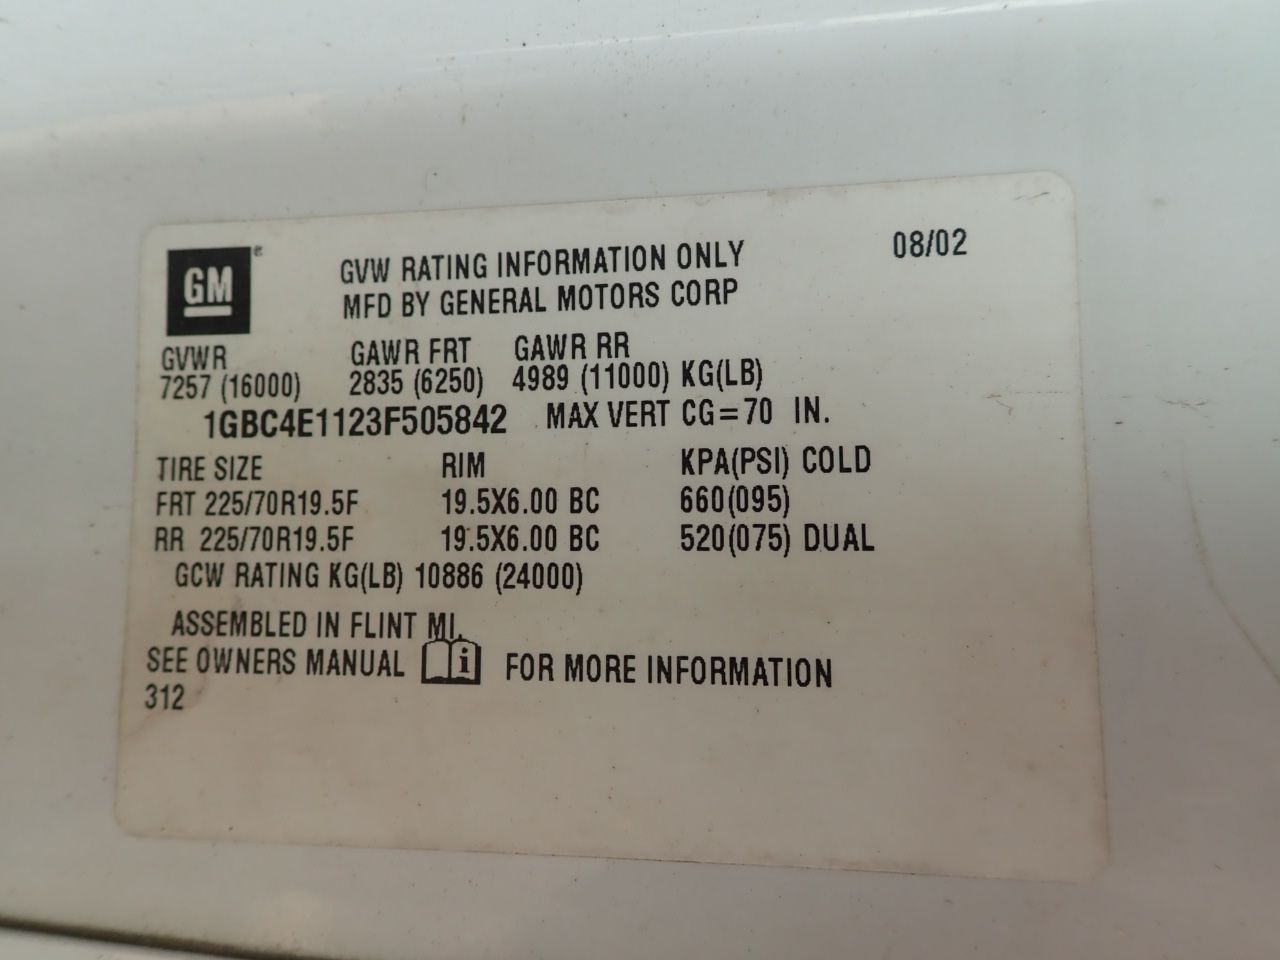 GM ®
GVW RATING INFORMATION ONLY 08/02
MFD BY GENERAL MOTORS CORP
GVWR GAWR FRT GAWR RR
7257 (16000) 2835 (6250) 4989 (11000) KG(LB)
1GBC4E1123F505842 MAX VERT CG=70 IN.
TIRE SIZE RIM KPA(PSI) COLD
FRT 225/70R19.5F 19.5X6.00 BC 660(095)
RR 225/70R19.5F 19.5X6.00 BC 520(075) DUAL
GCW RATING KG(LB) 10886 (24000)
ASSEMBLED IN FLINT MI.
SEE OWNERS MANUAL i FOR MORE INFORMATION
312